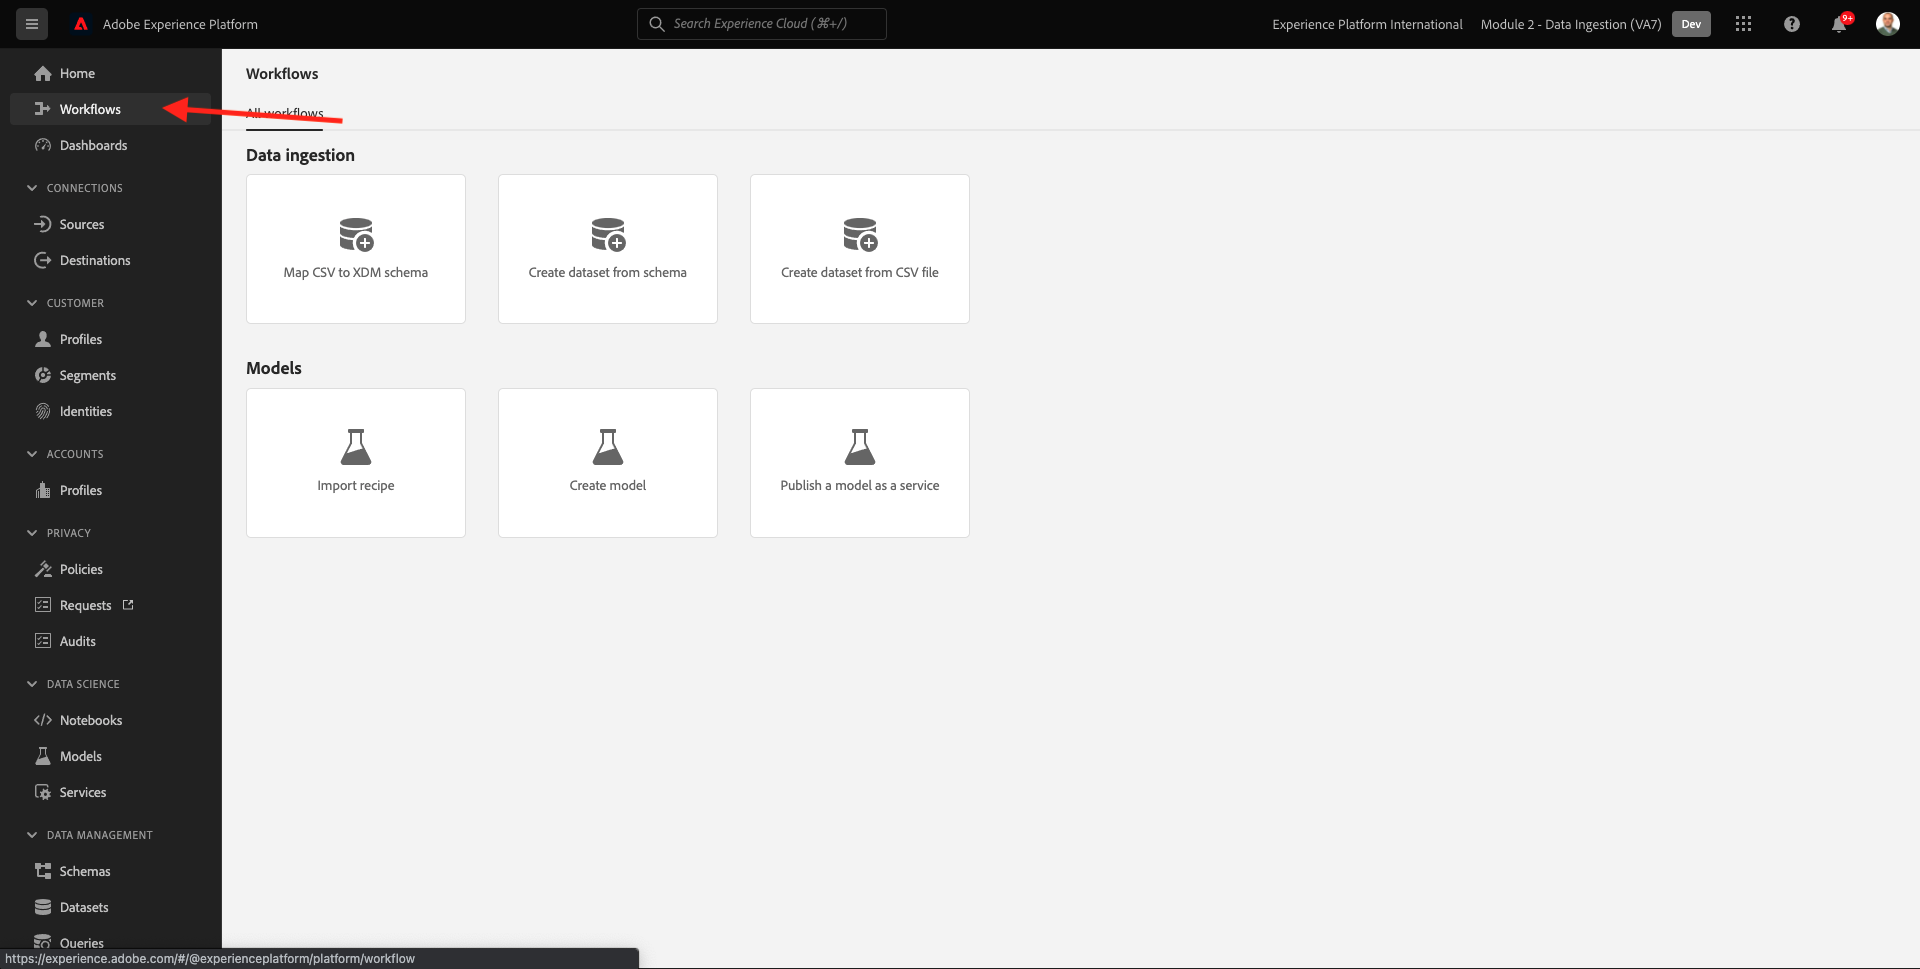 Adobe Experience Platform
Search Experience Cloud (⌘+/)
Experience Platform International
Module 2 - Data Ingestion (VA7)
Dev
9+
Home
Workflows
Dashboards
CONNECTIONS
Sources
Destinations
CUSTOMER
Profiles
Segments
Identities
ACCOUNTS
Profiles
PRIVACY
Policies
Requests
Audits
DATA SCIENCE
Notebooks
Models
Services
DATA MANAGEMENT
Schemas
Datasets
Queries
https://experience.adobe.com/#/@experienceplatform/platform/workflow
Workflows
All workflows
Data ingestion
Map CSV to XDM schema
Create dataset from schema
Create dataset from CSV file
Models
Import recipe
Create model
Publish a model as a service